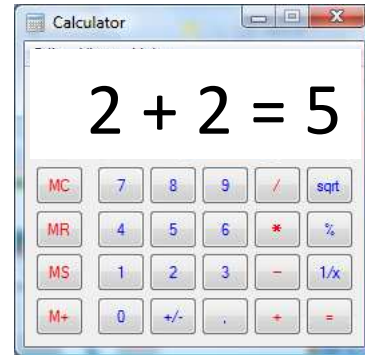 Calculator
2 + 2 = 5
MC 7 8 9 / sqrt
MR 4 5 6 * %
MS 1 2 3 - 1/x
M+ 0 +/- . + =